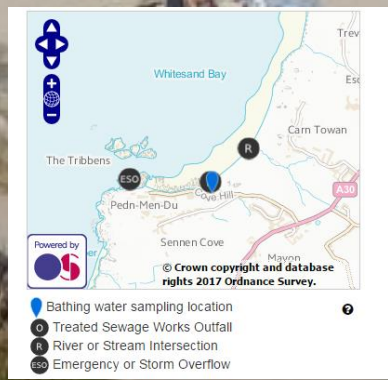 Whitesand Bay
Trev
Esc
Carn Towan
R
The Tribbens
ESO
A30
Cove Hill
Pedn-Men-Du
Sennen Cove
Powered by
OS
Mayon
© Crown copyright and database
rights 2017 Ordnance Survey.
Bathing water sampling location
?
O Treated Sewage Works Outfall
R River or Stream Intersection
ESO Emergency or Storm Overflow